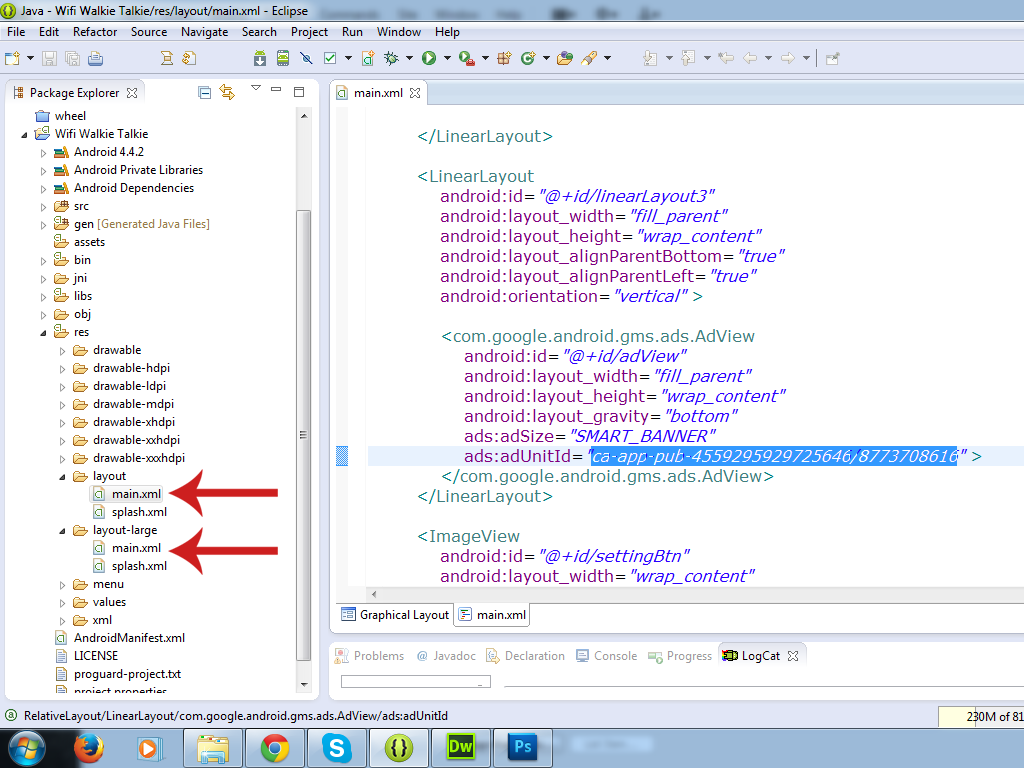 Java - Wifi Walkie Talkie/res/layout/main.xml - Eclipse
File Edit Refactor Source Navigate Search Project Run Window Help
Package Explorer
main.xml
wheel
Wifi Walkie Talkie
Android 4.4.2
Android Private Libraries
Android Dependencies
src
gen [Generated Java Files]
assets
bin
jni
libs
obj
res
drawable
drawable-hdpi
drawable-ldpi
drawable-mdpi
drawable-xhdpi
drawable-xxhdpi
drawable-xxxhdpi
layout
main.xml
splash.xml
layout-large
main.xml
splash.xml
menu
values
xml
AndroidManifest.xml
LICENSE
proguard-project.txt
project.properties
</LinearLayout>
<LinearLayout
android:id="@+id/linearLayout3"
android:layout_width="fill_parent"
android:layout_height="wrap_content"
android:layout_alignParentBottom="true"
android:layout_alignParentLeft="true"
android:orientation="vertical" >
<com.google.android.gms.ads.AdView
android:id="@+id/adView"
android:layout_width="fill_parent"
android:layout_height="wrap_content"
android:layout_gravity="bottom"
ads:adSize="SMART_BANNER"
ads:adUnitId="ca-app-pub-4559295929725646/8773708616" >
</com.google.android.gms.ads.AdView>
</LinearLayout>
<ImageView
android:id="@+id/settingBtn"
android:layout_width="wrap_content"
Graphical Layout main.xml
Problems @ Javadoc Declaration Console Progress LogCat
RelativeLayout/LinearLayout/com.google.android.gms.ads.AdView/ads:adUnitId
230M of 81
S Dw Ps